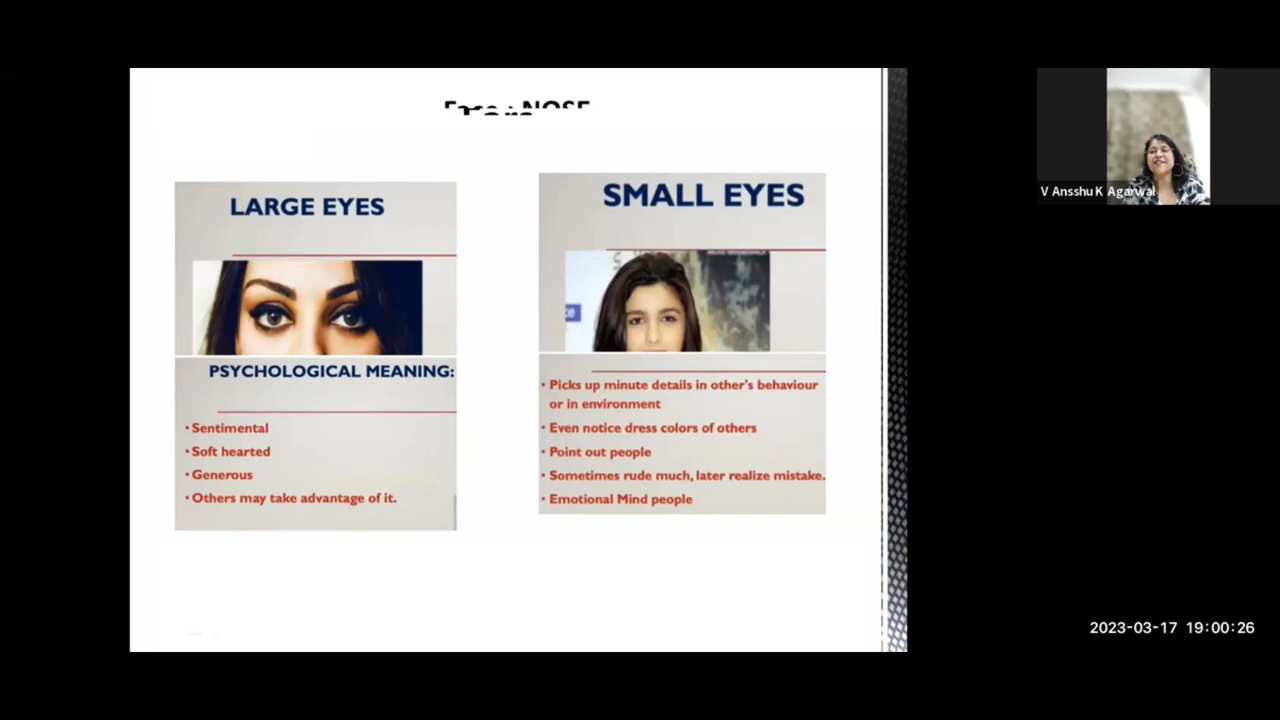 NOSE
LARGE EYES
PSYCHOLOGICAL MEANING:
• Sentimental
• Soft hearted
• Generous
• Others may take advantage of it.
SMALL EYES
• Picks up minute details in other's behaviour
or in environment
• Even notice dress colors of others
• Point out people
• Sometimes rude much, later realize mistake.
• Emotional Mind people
V Ansshu K Agarwal
2023-03-17 19:00:26